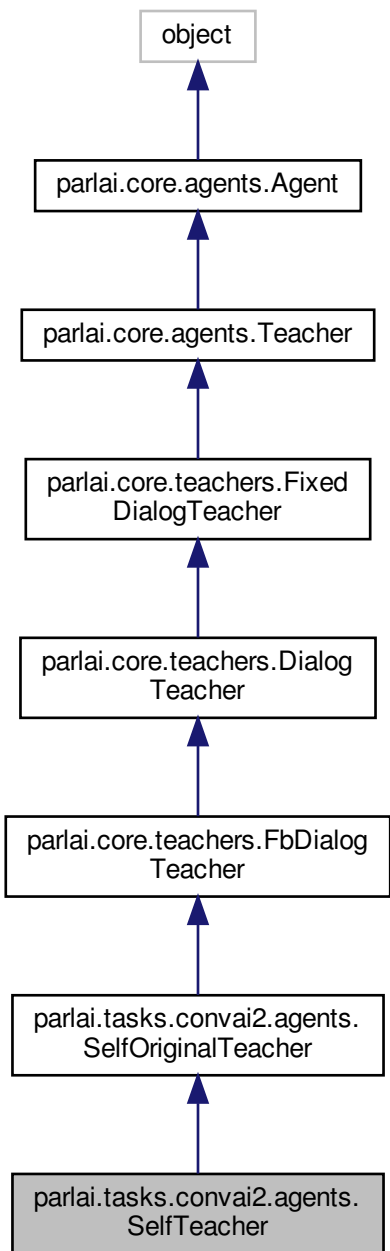 object
parlai.core.agents.Agent
parlai.core.agents.Teacher
parlai.core.teachers.Fixed
DialogTeacher
parlai.core.teachers.Dialog
Teacher
parlai.core.teachers.FbDialog
Teacher
parlai.tasks.convai2.agents.
SelfOriginalTeacher
parlai.tasks.convai2.agents.
SelfTeacher